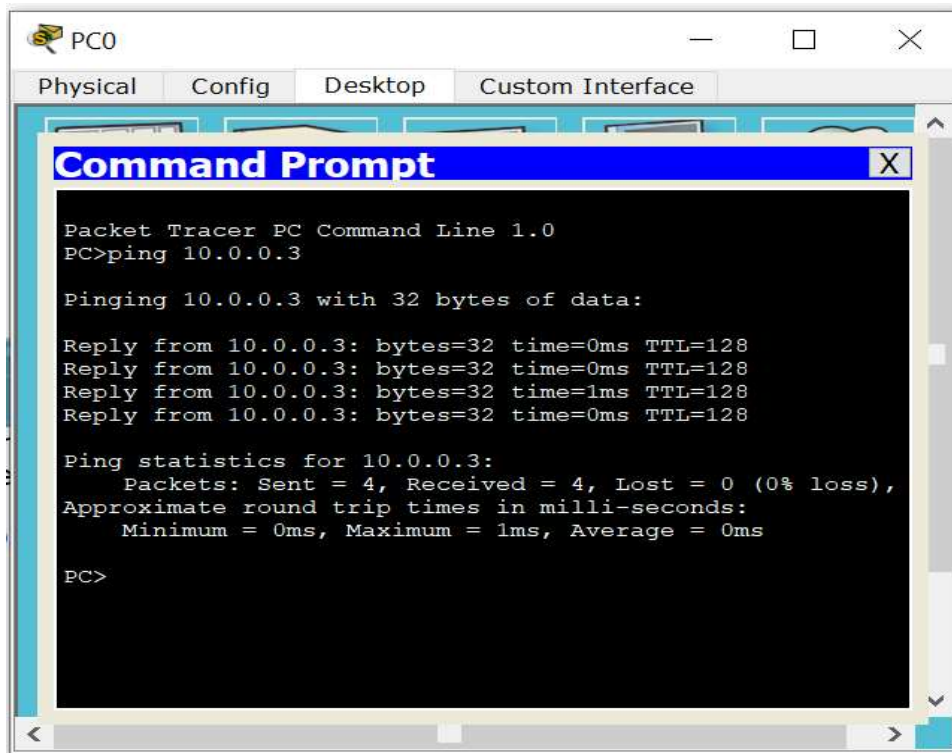 PC0
Physical Config Desktop Custom Interface
Command Prompt X
Packet Tracer PC Command Line 1.0
PC>ping 10.0.0.3
Pinging 10.0.0.3 with 32 bytes of data:
Reply from 10.0.0.3: bytes=32 time=0ms TTL=128
Reply from 10.0.0.3: bytes=32 time=0ms TTL=128
Reply from 10.0.0.3: bytes=32 time=1ms TTL=128
Reply from 10.0.0.3: bytes=32 time=0ms TTL=128
Ping statistics for 10.0.0.3:
Packets: Sent = 4, Received = 4, Lost = 0 (0% loss),
Approximate round trip times in milli-seconds:
Minimum = 0ms, Maximum = 1ms, Average = 0ms
PC>